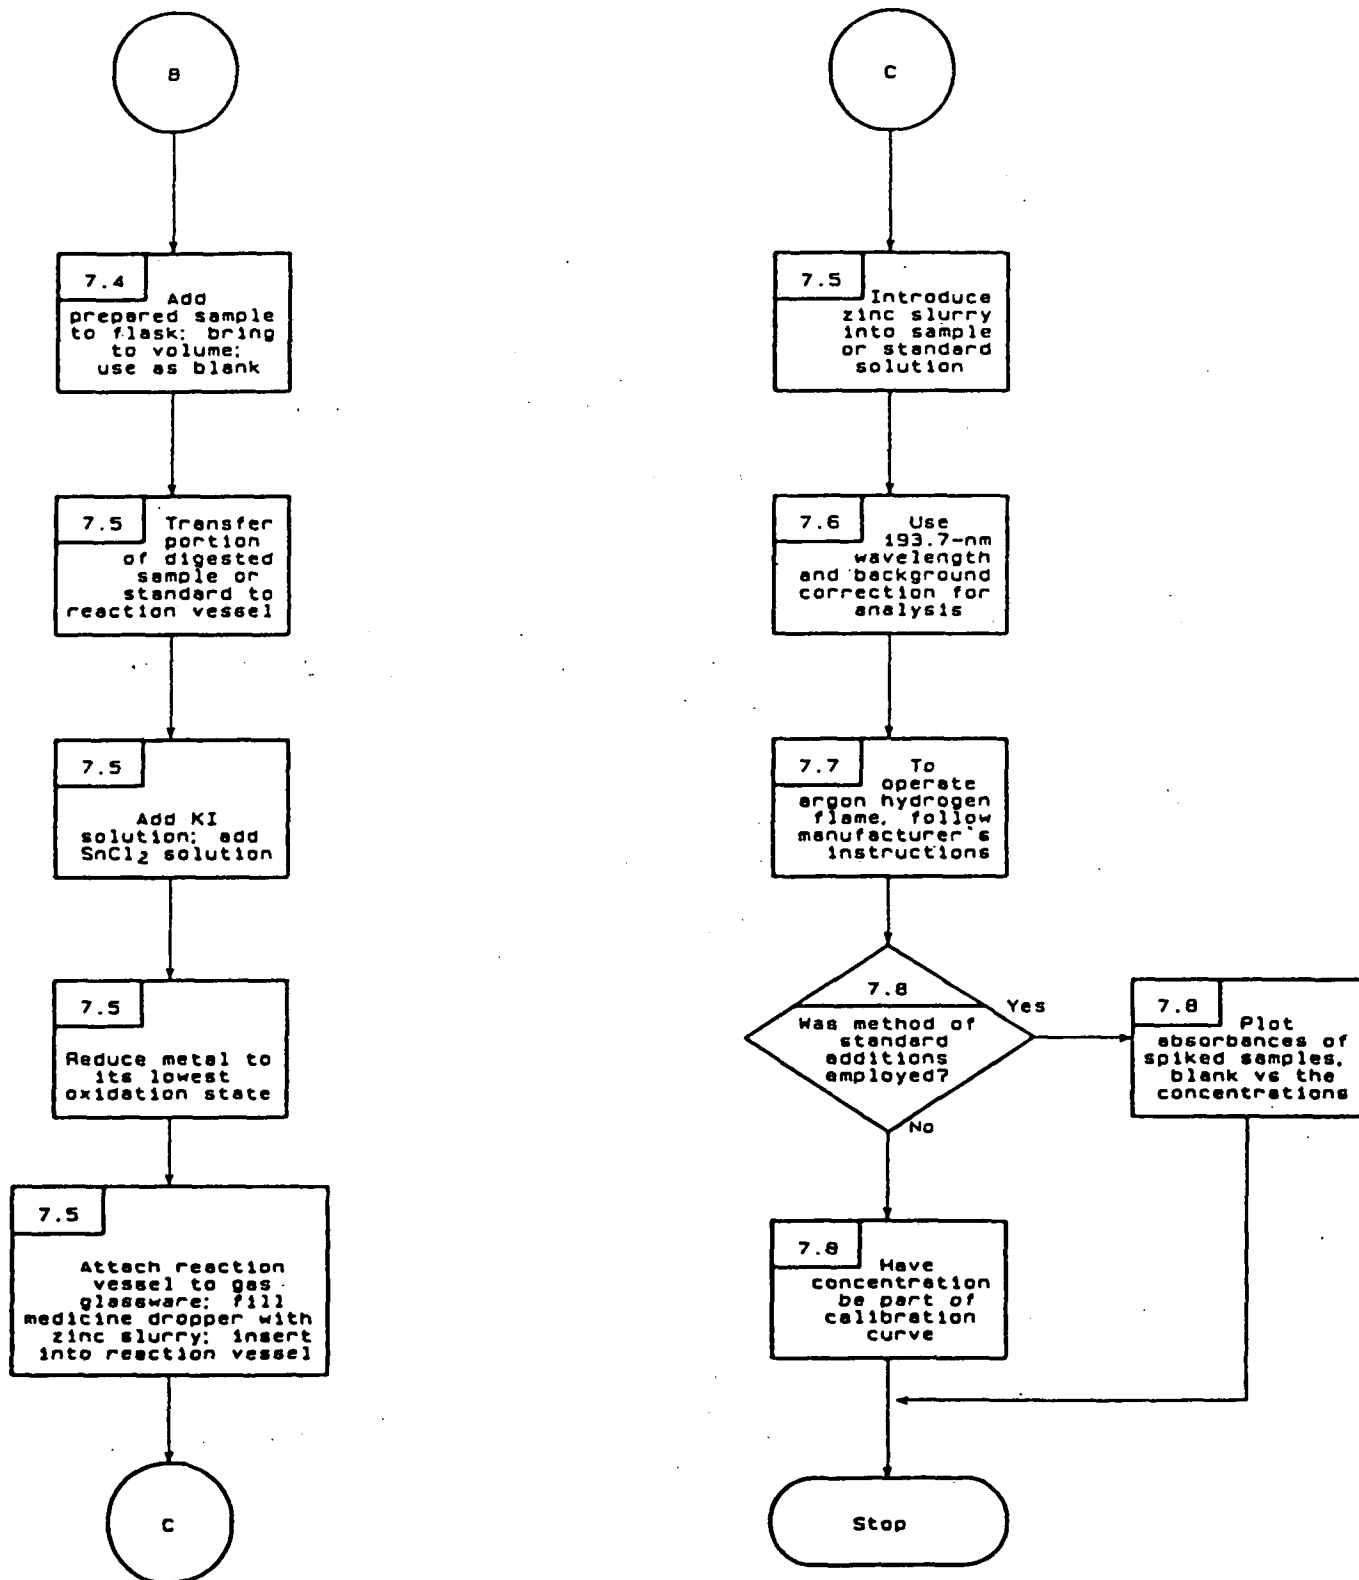 B
7.4
Add
prepared sample
to flask; bring
to volume;
use as blank
7.5
Transfer
portion
of digested
sample or
standard to
reaction vessel
7.5
Add KI
solution; add
SnCl2 solution
7.5
Reduce metal to
its lowest
oxidation state
7.5
Attach reaction
vessel to gas
glassware; fill
medicine dropper with
zinc slurry; insert
into reaction vessel
C
C
7.5
Introduce
zinc slurry
into sample
or standard
solution
7.6
Use
193.7-nm
wavelength
and background
correction for
analysis
7.7
To
operate
argon hydrogen
flame, follow
manufacturer's
instructions
7.8
Was method of
standard
additions
employed?
Yes
No
7.8
Plot
absorbances of
spiked samples,
blank vs the
concentrations
7.8
Have
concentration
be part of
calibration
curve
Stop